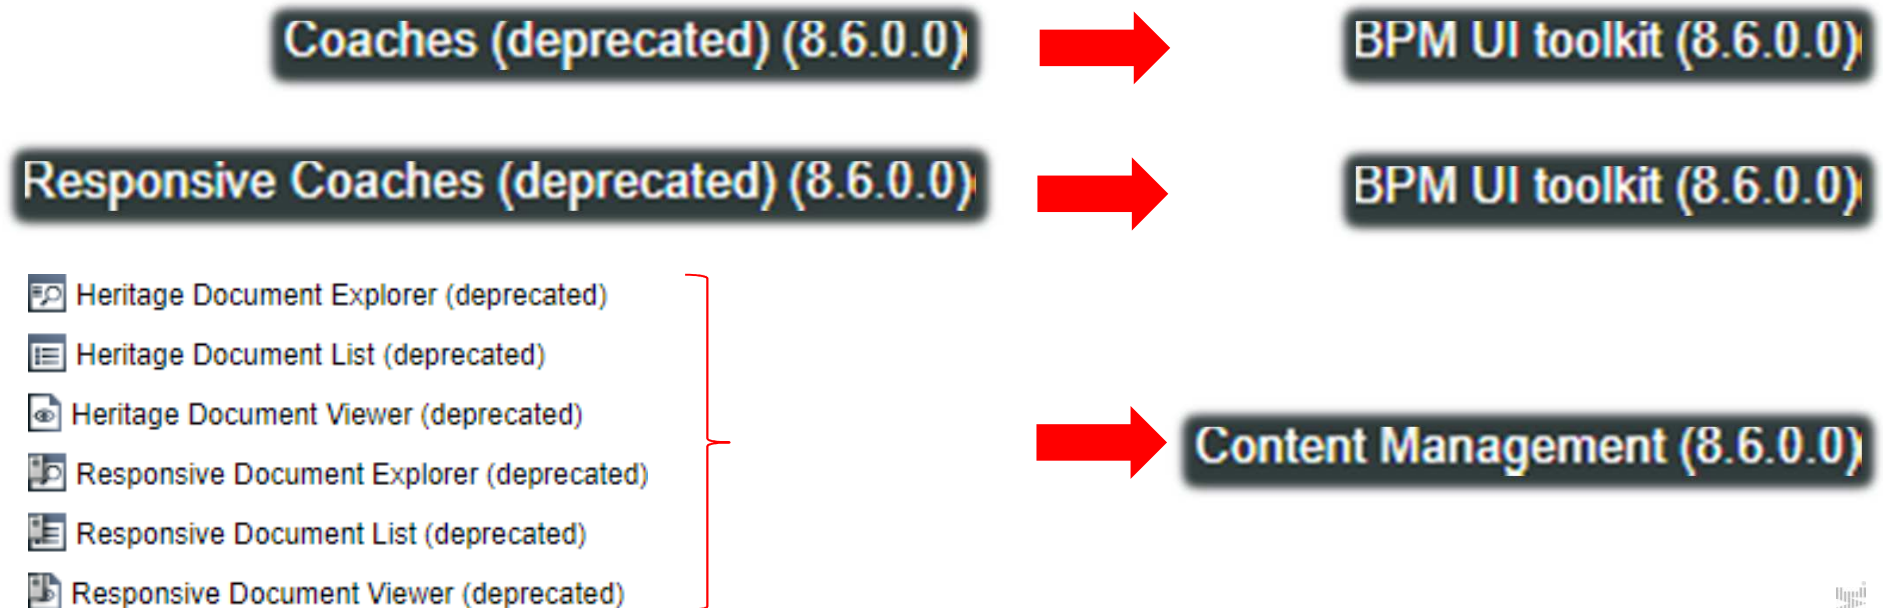 Coaches (deprecated) (8.6.0.0)
BPM UI toolkit (8.6.0.0)
Responsive Coaches (deprecated) (8.6.0.0)
BPM UI toolkit (8.6.0.0)
Heritage Document Explorer (deprecated)
Heritage Document List (deprecated)
Heritage Document Viewer (deprecated)
Responsive Document Explorer (deprecated)
Responsive Document List (deprecated)
Responsive Document Viewer (deprecated)
Content Management (8.6.0.0)